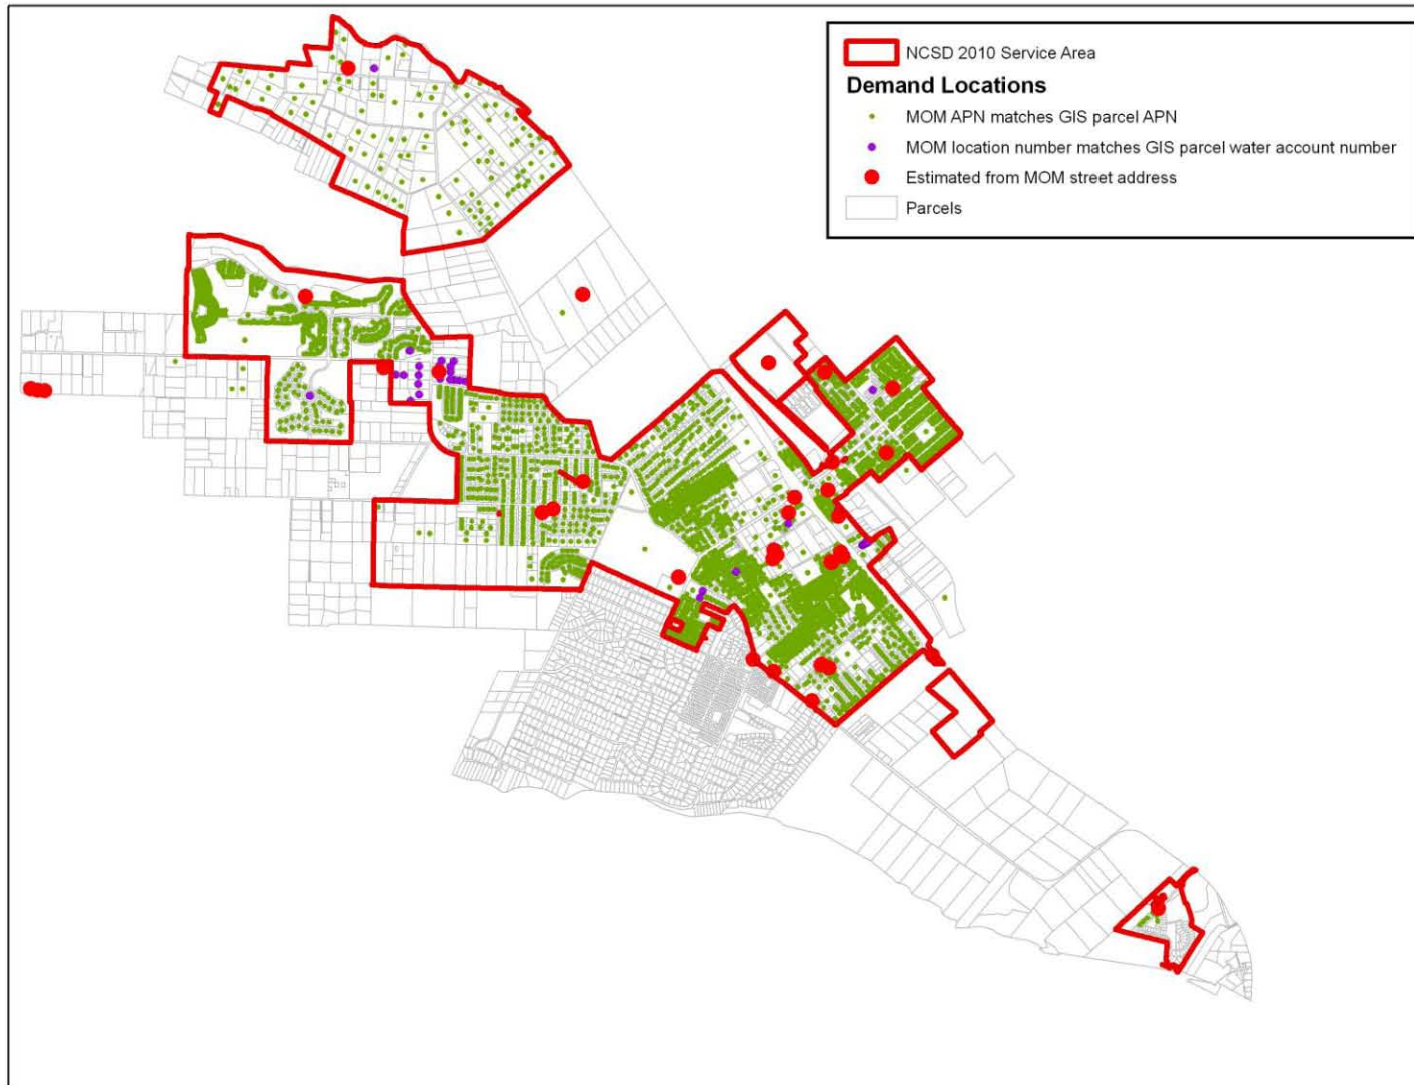 NCSD 2010 Service Area
Demand Locations
MOM APN matches GIS parcel APN
MOM location number matches GIS parcel water account number
Estimated from MOM street address
Parcels